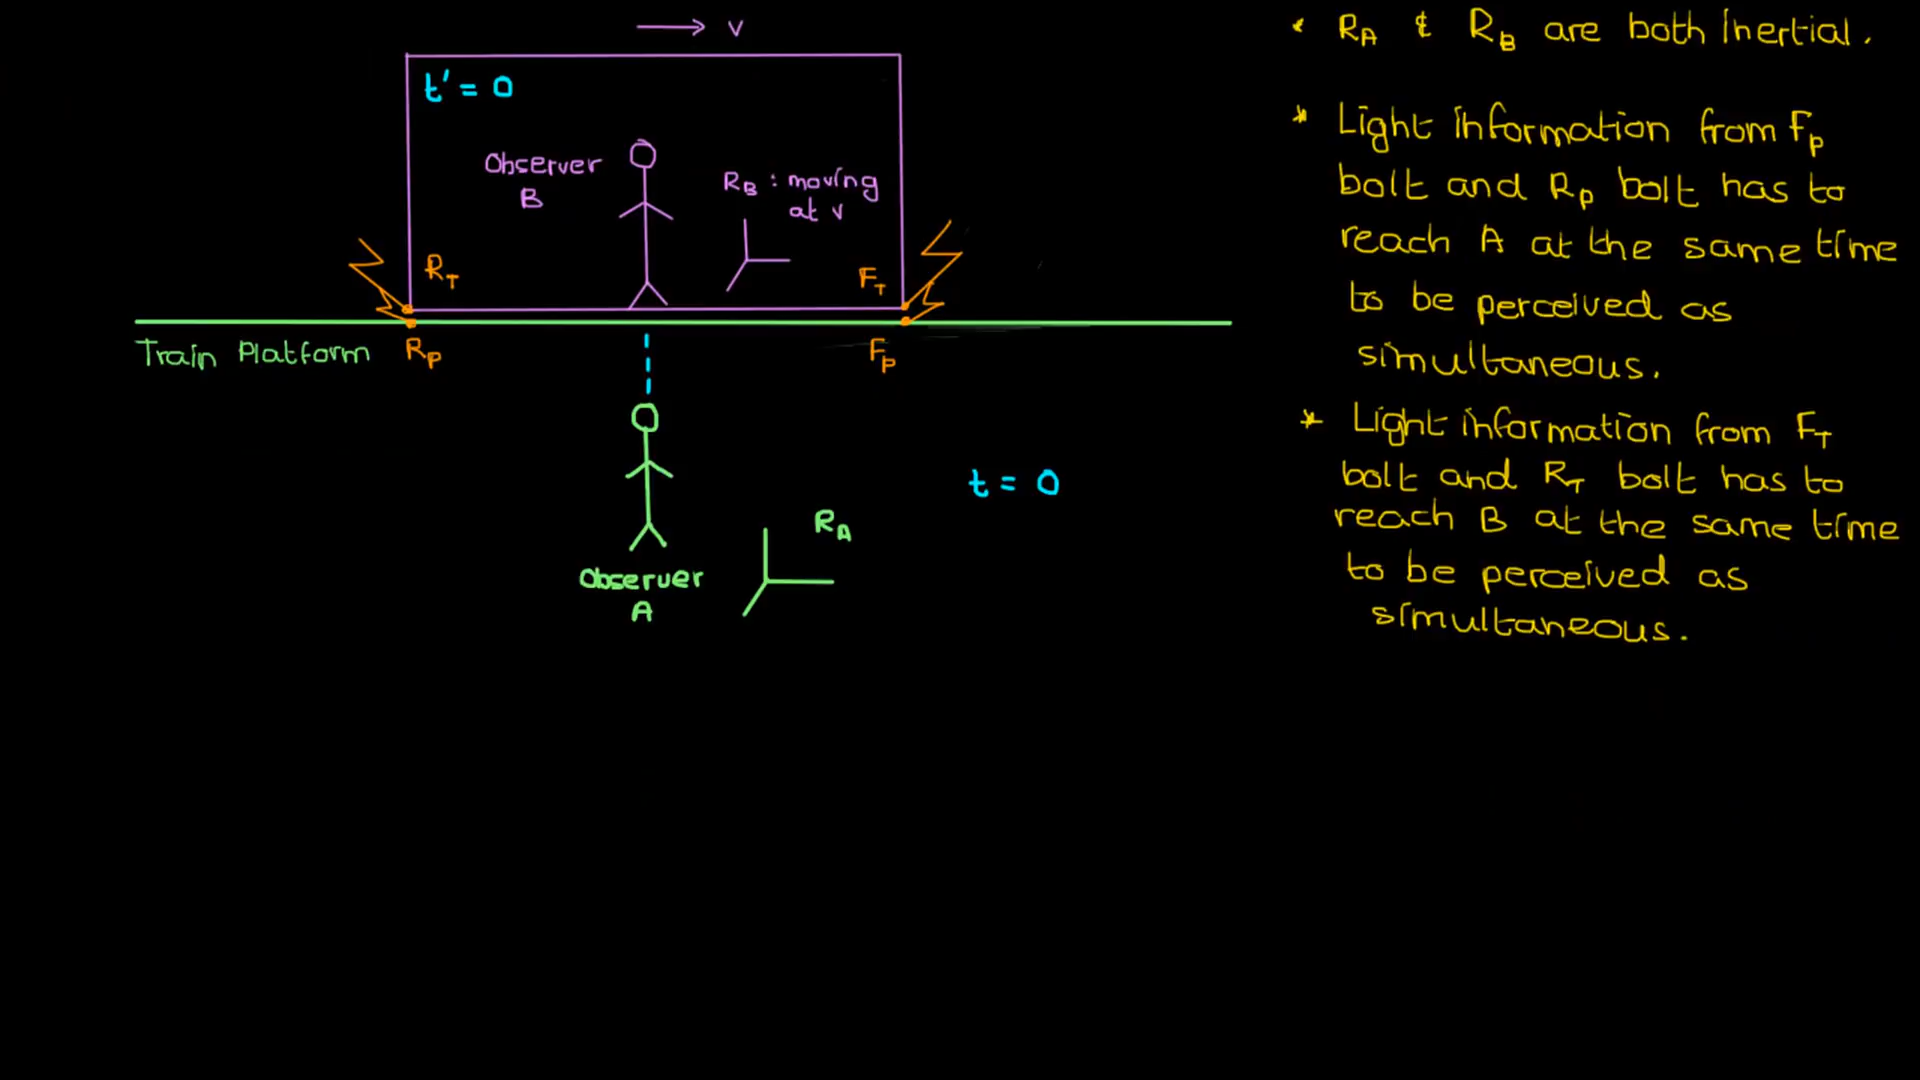 → v
t' = 0
Observer
B
R_B : moving
at v
R_T
F_T
Train Platform
R_P
F_P
t = 0
R_A
Observer
A
* R_A & R_B are both Inertial.
* Light information from F_P
bolt and R_P bolt has to
reach A at the same time
to be perceived as
simultaneous.
* Light information from F_T
bolt and R_T bolt has to
reach B at the same time
to be perceived as
simultaneous.